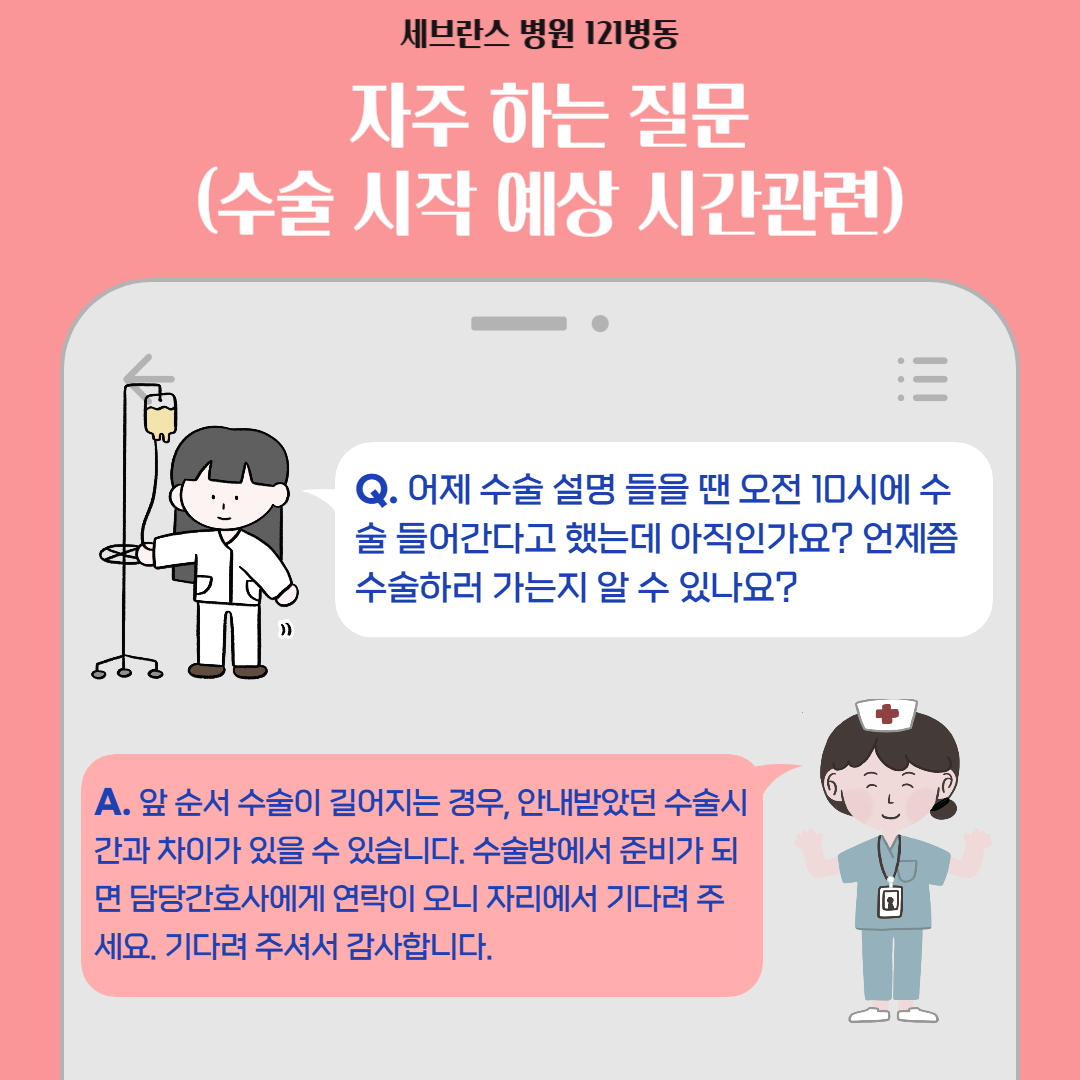 세브란스 병원 121병동
자주 하는 질문
(수술 시작 예상 시간관련)
Q. 어제 수술 설명 들을 땐 오전 10시에 수
술 들어간다고 했는데 아직인가요? 언제쯤
수술하러 가는지 알 수 있나요?
A. 앞 순서 수술이 길어지는 경우, 안내받았던 수술시
간과 차이가 있을 수 있습니다. 수술방에서 준비가 되
면 담당간호사에게 연락이 오니 자리에서 기다려 주
세요. 기다려 주셔서 감사합니다.